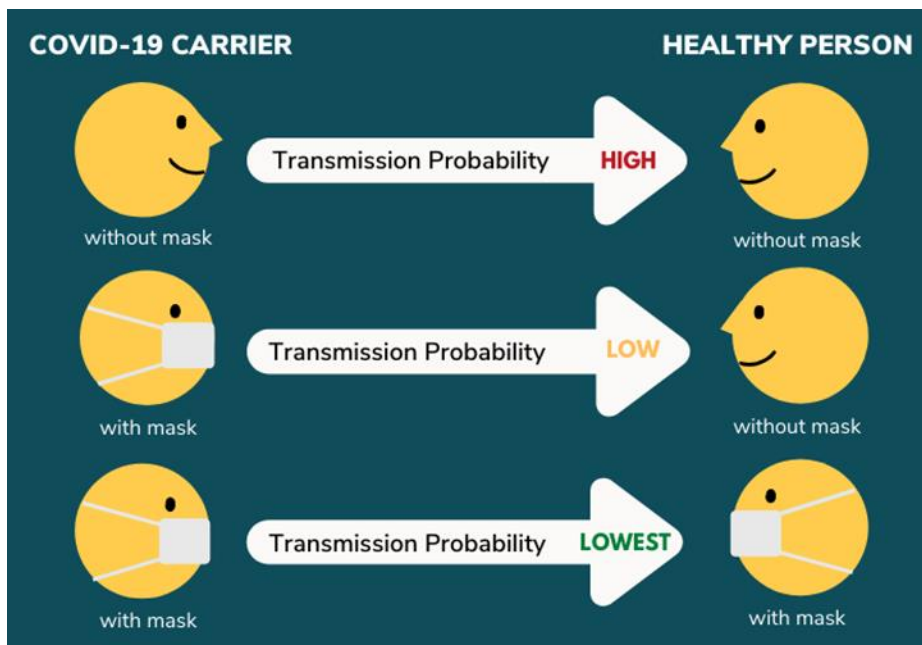 COVID-19 CARRIER
HEALTHY PERSON
Transmission Probability HIGH
without mask
without mask
Transmission Probability LOW
with mask
without mask
Transmission Probability LOWEST
with mask
with mask